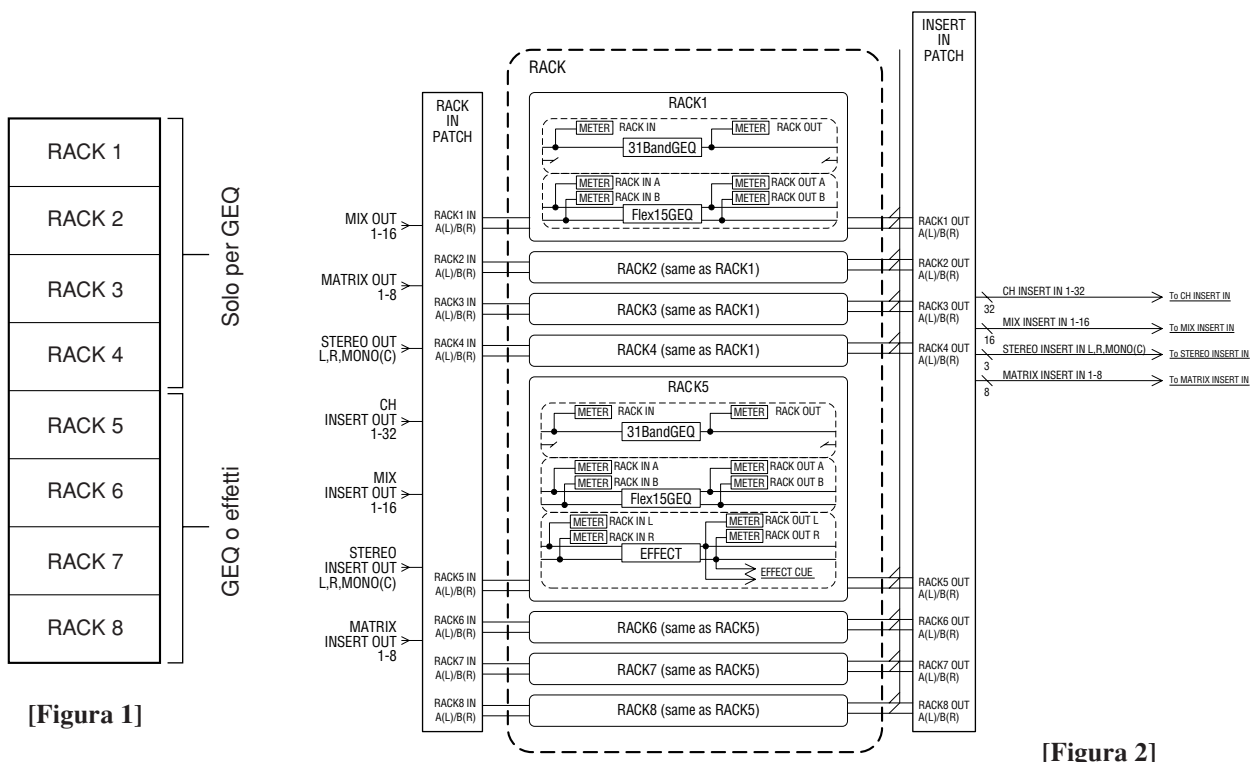 RACK 1
RACK 2
RACK 3
RACK 4
RACK 5
RACK 6
RACK 7
RACK 8
Solo per GEQ
GEQ o effetti
[Figura 1]
MIX OUT
1-16
MATRIX OUT
1-8
STEREO OUT
L,R,MONO(C)
CH
INSERT OUT
1-32
MIX
INSERT OUT
1-16
STEREO
INSERT OUT
L,R,MONO(C)
MATRIX
INSERT OUT
1-8
RACK
IN
PATCH
RACK1 IN
A(L)/B(R)
RACK2 IN
A(L)/B(R)
RACK3 IN
A(L)/B(R)
RACK4 IN
A(L)/B(R)
RACK5 IN
A(L)/B(R)
RACK6 IN
A(L)/B(R)
RACK7 IN
A(L)/B(R)
RACK8 IN
A(L)/B(R)
RACK
RACK1
METER RACK IN METER RACK OUT
31BandGEQ
METER RACK IN A METER RACK OUT A
METER RACK IN B METER RACK OUT B
Flex15GEQ
RACK2 (same as RACK1)
RACK3 (same as RACK1)
RACK4 (same as RACK1)
RACK5
METER RACK IN METER RACK OUT
31BandGEQ
METER RACK IN A METER RACK OUT A
METER RACK IN B METER RACK OUT B
Flex15GEQ
METER RACK IN L METER RACK OUT L
METER RACK IN R METER RACK OUT R
EFFECT
EFFECT CUE
RACK6 (same as RACK5)
RACK7 (same as RACK5)
RACK8 (same as RACK5)
INSERT
IN
PATCH
RACK1 OUT
A(L)/B(R)
RACK2 OUT
A(L)/B(R)
RACK3 OUT
A(L)/B(R)
RACK4 OUT
A(L)/B(R)
RACK5 OUT
A(L)/B(R)
RACK6 OUT
A(L)/B(R)
RACK7 OUT
A(L)/B(R)
RACK8 OUT
A(L)/B(R)
CH INSERT IN 1-32 To CH INSERT IN
32
MIX INSERT IN 1-16 To MIX INSERT IN
16
STEREO INSERT IN L,R,MONO(C) To STEREO INSERT IN
3
MATRIX INSERT IN 1-8 To MATRIX INSERT IN
8
[Figura 2]